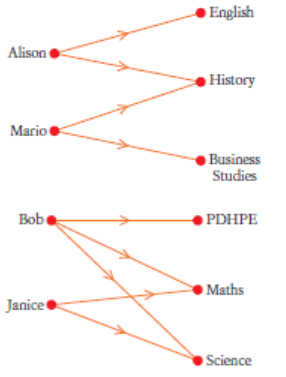 English
Alison
History
Mario
Business
Studies
Bob
PDHPE
Maths
Janice
Science